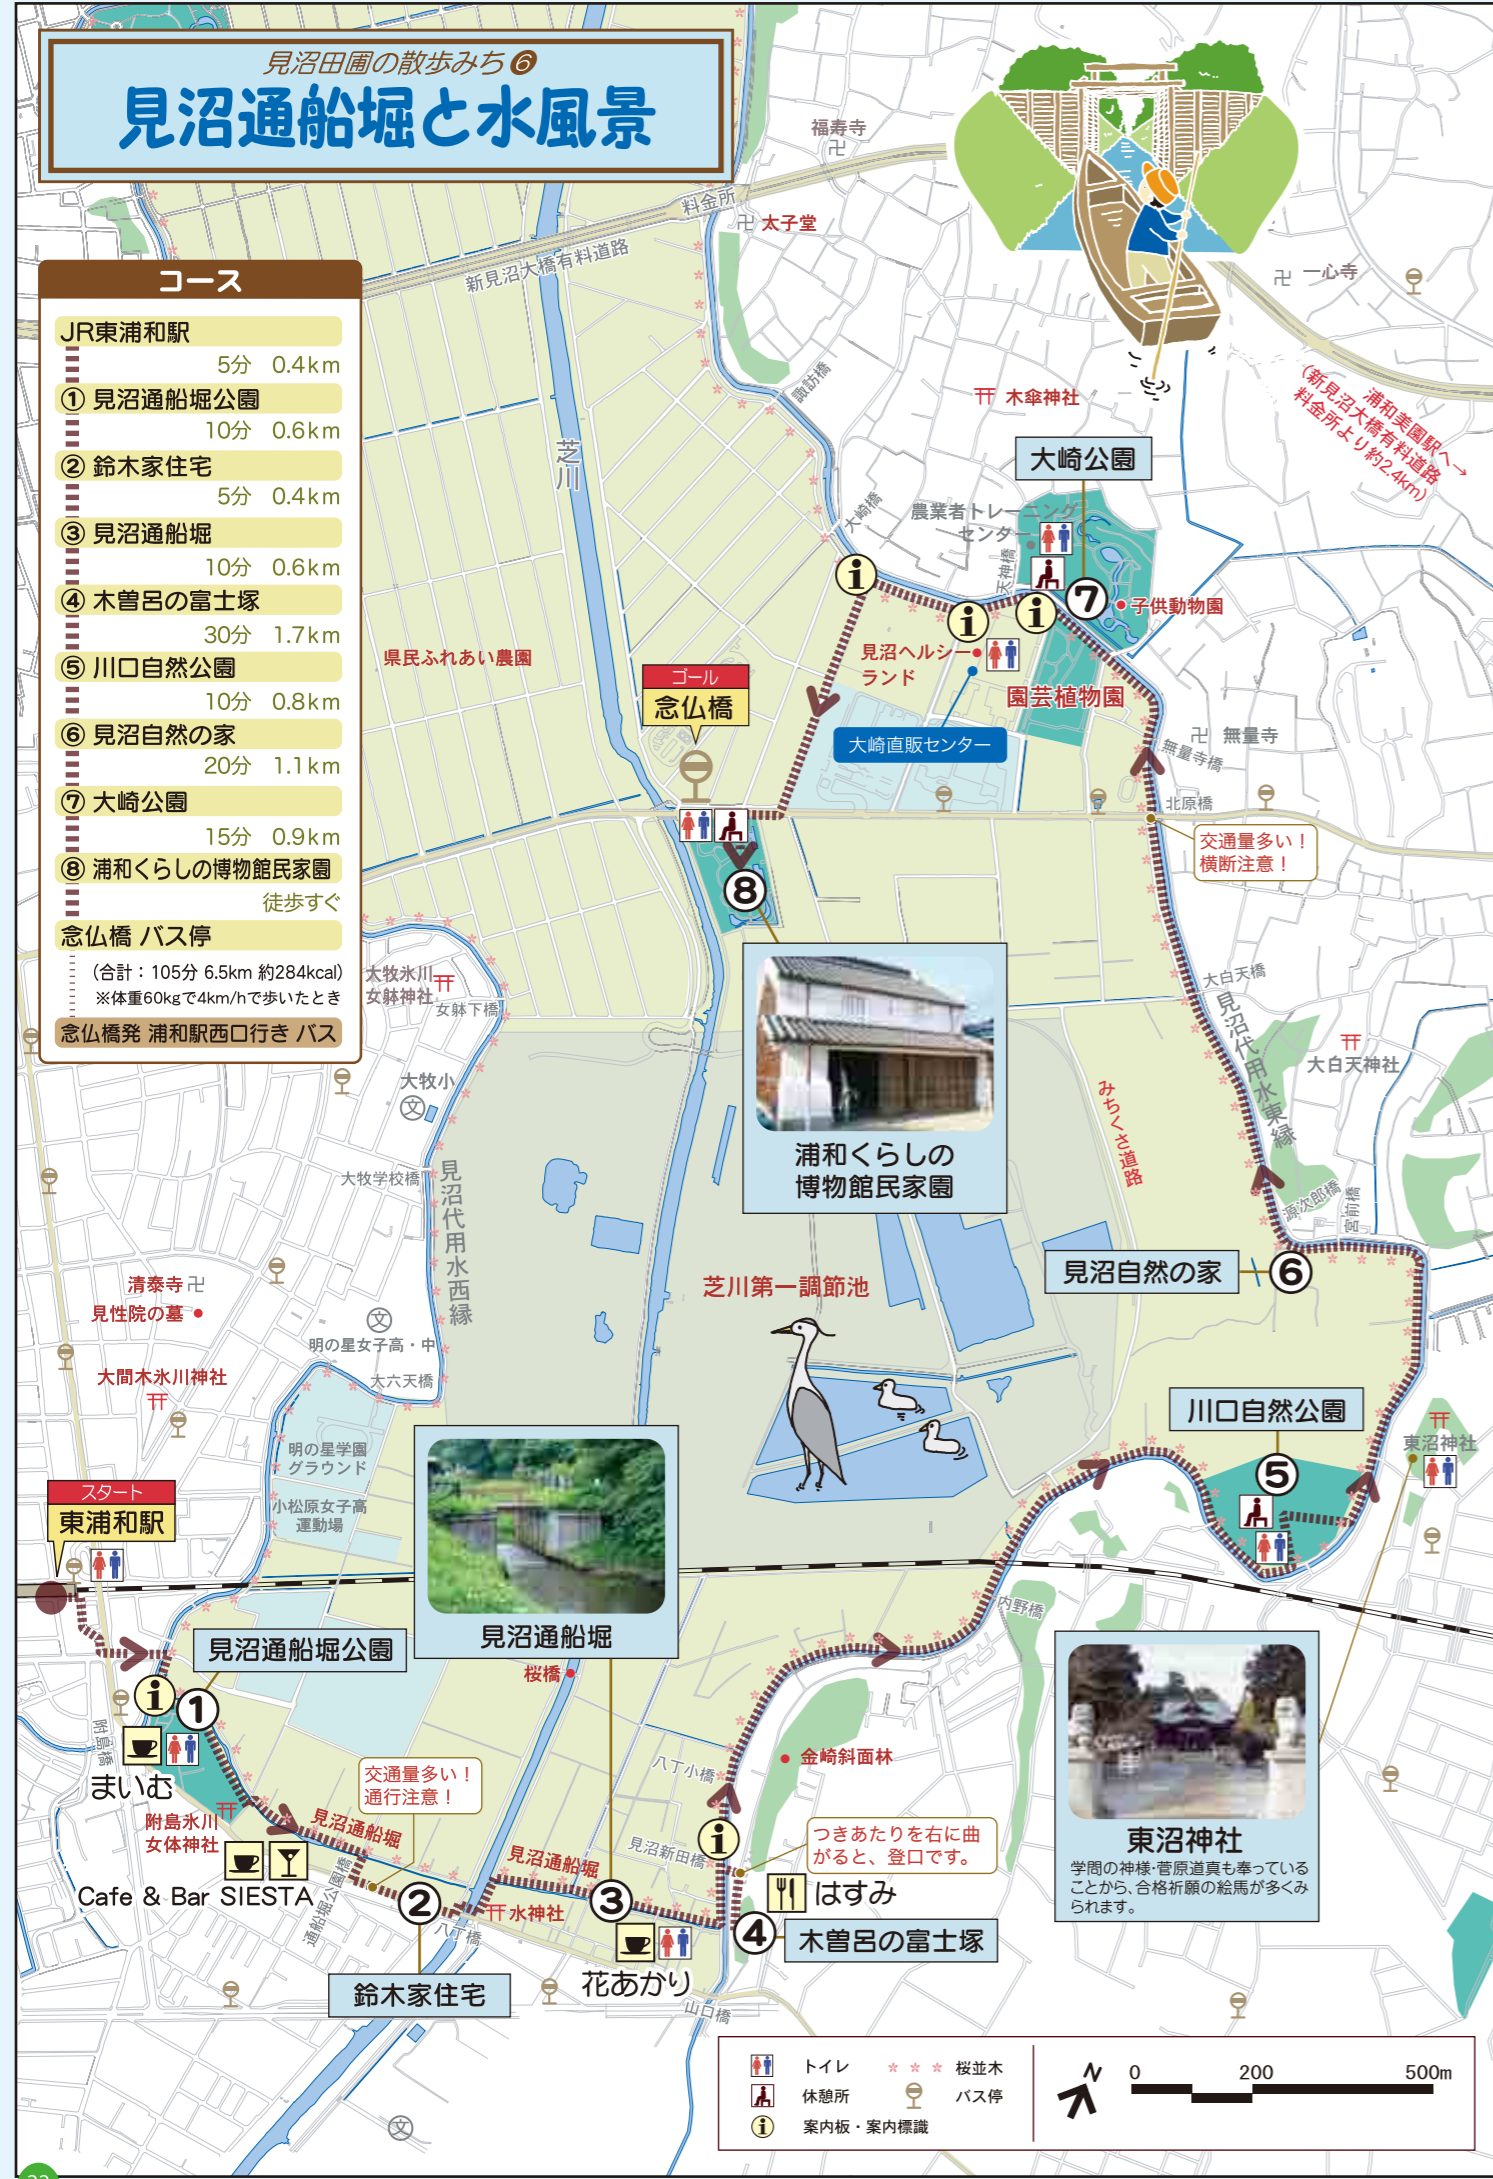 見沼田圃の散歩みち❻
見沼通船堀と水風景
コース
JR東浦和駅
5分 0.4km
① 見沼通船堀公園
10分 0.6km
② 鈴木家住宅
5分 0.4km
③ 見沼通船堀
10分 0.6km
④ 木曽呂の富士塚
30分 1.7km
⑤ 川口自然公園
10分 0.8km
⑥ 見沼自然の家
20分 1.1km
⑦ 大崎公園
15分 0.9km
⑧ 浦和くらしの博物館民家園
徒歩すぐ
念仏橋 バス停
(合計：105分 6.5km 約284kcal)
※体重60kgで4km/hで歩いたとき
念仏橋発 浦和駅西口行き バス
福寿寺
料金所
太子堂
新見沼大橋有料道路
一心寺
諏訪橋
木傘神社
浦和美園駅へ→
(新見沼大橋有料道路
料金所より約2.4km)
芝川
大崎公園
大崎橋
農業者トレーニング
センター
天神橋
7
子供動物園
県民ふれあい農園
見沼ヘルシー
ランド
園芸植物園
ゴール
念仏橋
大崎直販センター
無量寺
無量寺橋
北原橋
交通量多い！
横断注意！
8
大牧氷川
女躰神社
女躰下橋
大白天橋
見沼代用水東縁
大白天神社
大牧小
文
みちくさ道路
浦和くらしの
博物館民家園
大牧学校橋
見沼代用水西縁
源次郎橋
宮前橋
見沼自然の家
6
清泰寺
見性院の墓
文
明の星女子高・中
芝川第一調節池
大間木氷川神社
大六天橋
川口自然公園
5
東沼神社
明の星学園
グラウンド
小松原女子高
運動場
スタート
東浦和駅
見沼通船堀
内野橋
見沼通船堀公園
1
桜橋
附島橋
まいむ
八丁小橋
金崎斜面林
交通量多い！
通行注意！
附島氷川
女体神社
見沼通船堀
見沼通船堀
見沼新田橋
つきあたりを右に曲
がると、登口です。
Cafe & Bar SIESTA
通船堀公園橋
2
八丁橋
水神社
3
はすみ
4
木曽呂の富士塚
花あかり
鈴木家住宅
山口橋
東沼神社
学問の神様・菅原道真も奉っている
ことから、合格祈願の絵馬が多くみ
られます。
文
トイレ
桜並木
休憩所
バス停
案内板・案内標識
N
0 200 500m